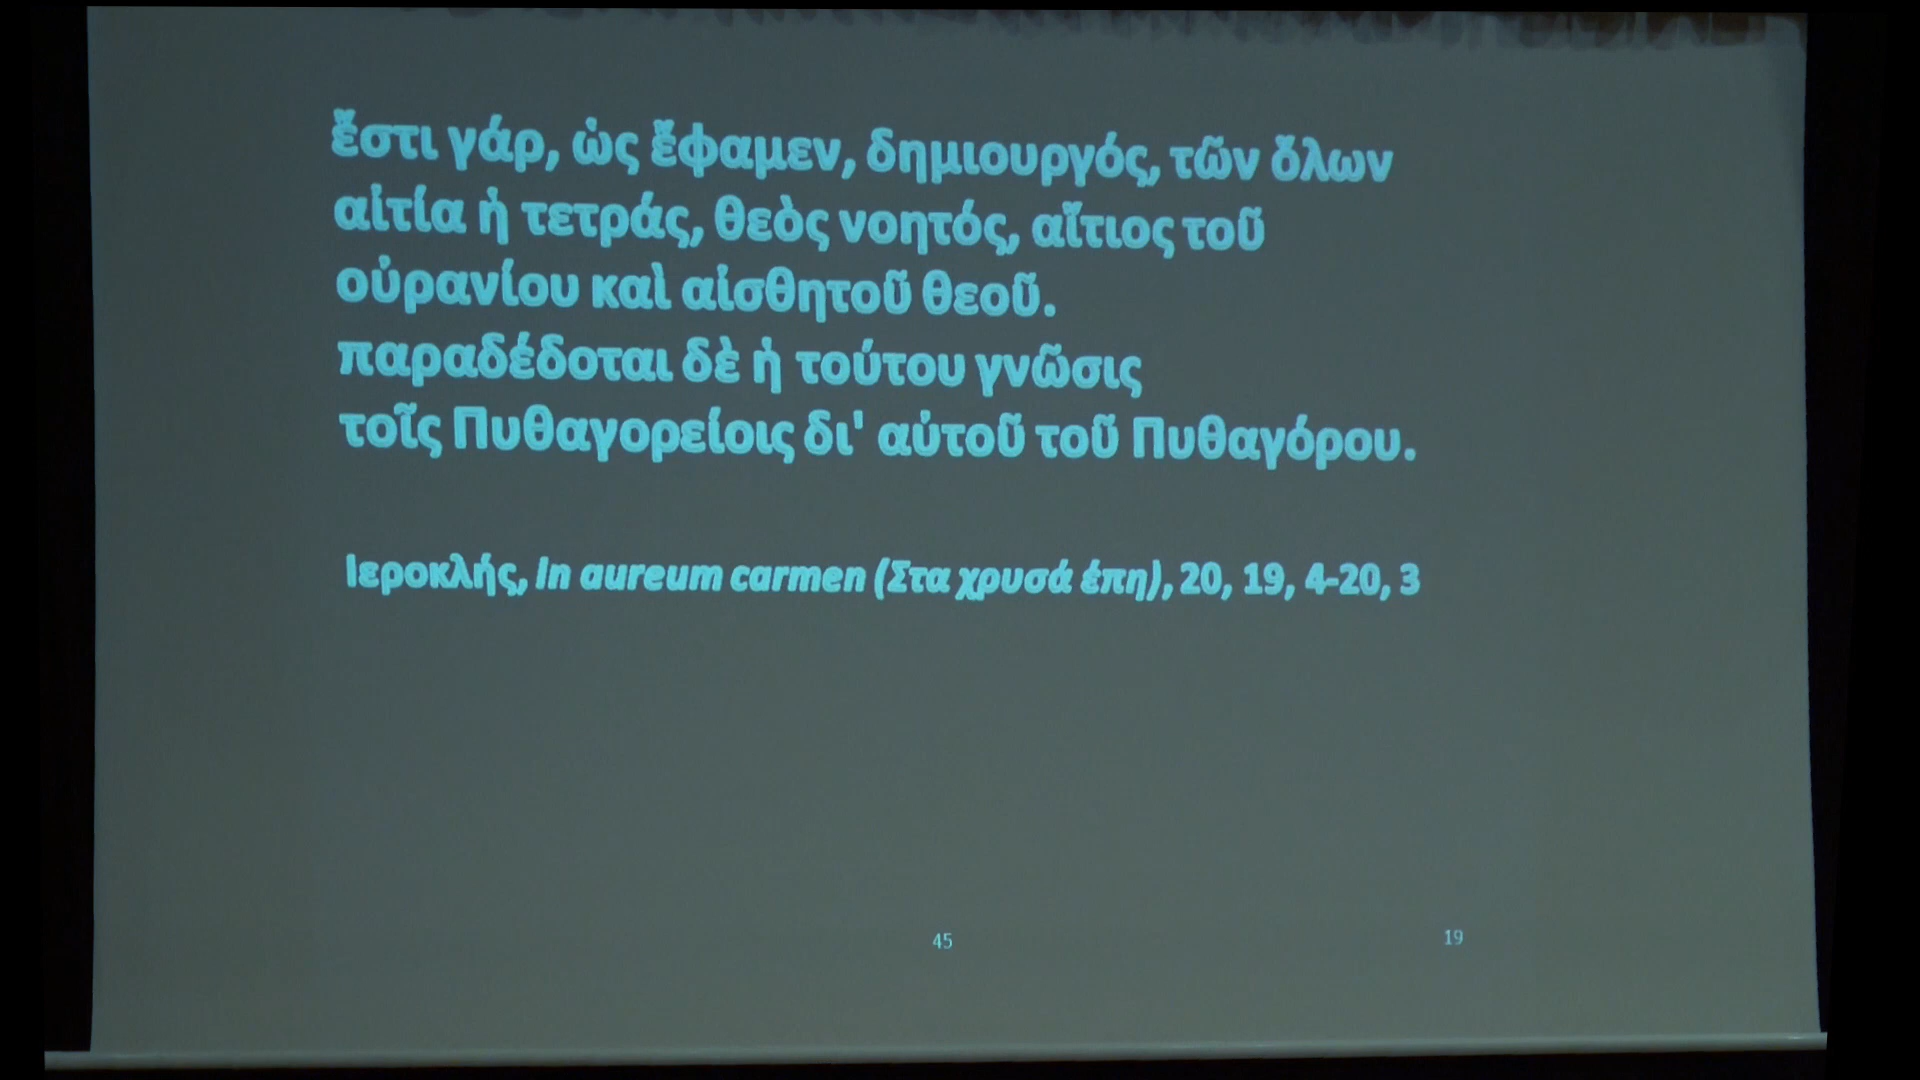 ἔστι γάρ, ὡς ἔφαμεν, δημιουργός, τῶν ὅλων
αἰτία ἡ τετράς, θεὸς νοητός, αἴτιος τοῦ
οὐρανίου καὶ αἰσθητοῦ θεοῦ.
παραδέδοται δὲ ἡ τούτου γνῶσις
τοῖς Πυθαγορείοις δι' αὐτοῦ τοῦ Πυθαγόρου.
Ιεροκλής, In aureum carmen (Στα χρυσά έπη), 20, 19, 4-20, 3
45 19